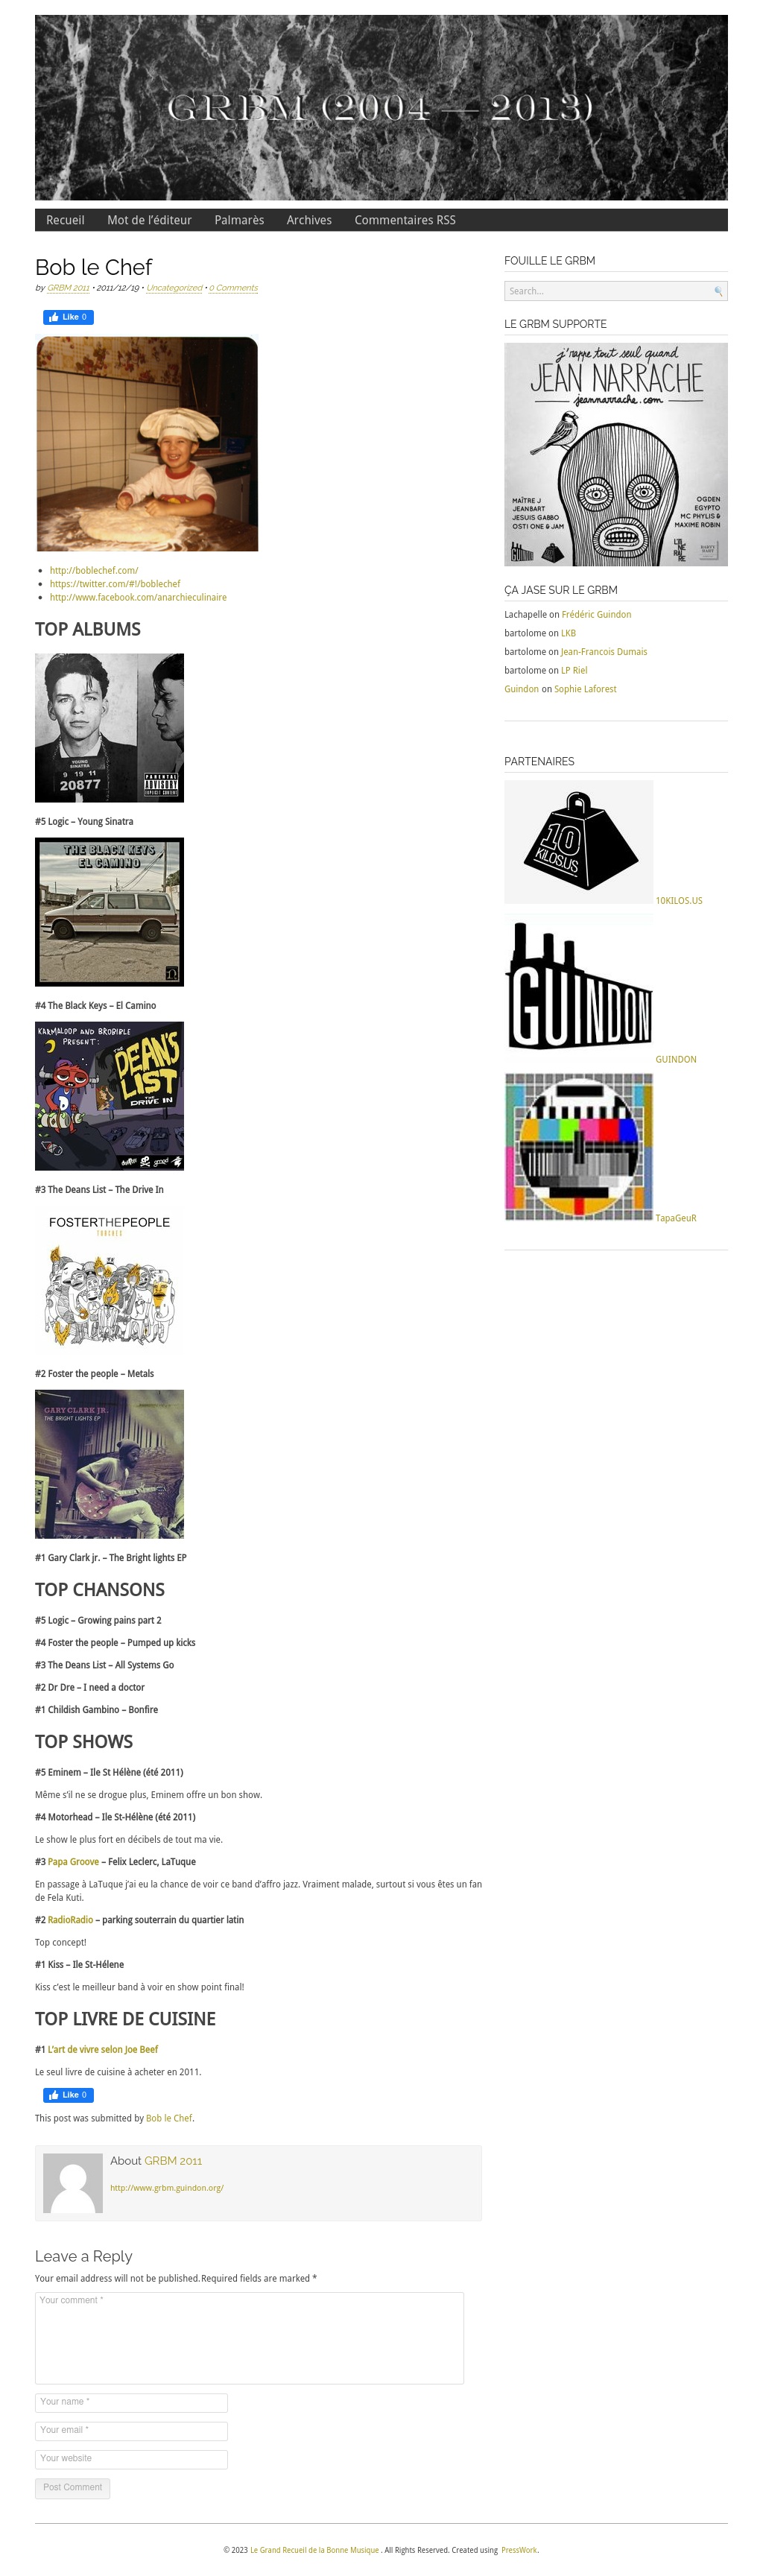 GRBM (2004 — 2013)
Recueil Mot de l'éditeur Palmarès Archives Commentaires RSS
Bob le Chef
by GRBM 2011 • 2011/12/19 • Uncategorized • 0 Comments
Like 0
http://boblechef.com/
https://twitter.com/#!/boblechef
http://www.facebook.com/anarchieculinaire
TOP ALBUMS
YOUNG
SINATRA
9 19 11
20877
PARENTAL
ADVISORY
EXPLICIT CONTENT
#5 Logic – Young Sinatra
THE BLACK KEYS
EL CAMINO
#4 The Black Keys – El Camino
KARMALOOP AND BROBIBLE
PRESENT:
THE DEAN'S
LIST
THE
DRIVE IN
#3 The Deans List – The Drive In
FOSTERTHEPEOPLE
TORCHES
#2 Foster the people – Metals
GARY CLARK JR.
THE BRIGHT LIGHTS EP
#1 Gary Clark jr. – The Bright lights EP
TOP CHANSONS
#5 Logic – Growing pains part 2
#4 Foster the people – Pumped up kicks
#3 The Deans List – All Systems Go
#2 Dr Dre – I need a doctor
#1 Childish Gambino – Bonfire
TOP SHOWS
#5 Eminem – Ile St Hélène (été 2011)
Même s'il ne se drogue plus, Eminem offre un bon show.
#4 Motorhead – Ile St-Hélène (été 2011)
Le show le plus fort en décibels de tout ma vie.
#3 Papa Groove – Felix Leclerc, LaTuque
En passage à LaTuque j'ai eu la chance de voir ce band d'affro jazz. Vraiment malade, surtout si vous êtes un fan
de Fela Kuti.
#2 RadioRadio – parking souterrain du quartier latin
Top concept!
#1 Kiss – Ile St-Hélene
Kiss c'est le meilleur band à voir en show point final!
TOP LIVRE DE CUISINE
#1 L'art de vivre selon Joe Beef
Le seul livre de cuisine à acheter en 2011.
Like 0
This post was submitted by Bob le Chef.
About GRBM 2011
http://www.grbm.guindon.org/
Leave a Reply
Your email address will not be published. Required fields are marked *
Your comment *
Your name *
Your email *
Your website
Post Comment
FOUILLE LE GRBM
Search...
LE GRBM SUPPORTE
j'rappe tout seul quand
JEAN NARRACHE
jeannarrache.com
MAÎTRE J
JEANBART
JESUIS GABBO
OSTI ONE & JAM
OGDEN
EGYPTO
MC PHYLIS &
MAXIME ROBIN
ÇA JASE SUR LE GRBM
Lachapelle on Frédéric Guindon
bartolome on LKB
bartolome on Jean-Francois Dumais
bartolome on LP Riel
Guindon on Sophie Laforest
PARTENAIRES
10
KILOS.US
10KILOS.US
GUINDON
GUINDON
TapaGeuR
© 2023 Le Grand Recueil de la Bonne Musique . All Rights Reserved. Created using PressWork.